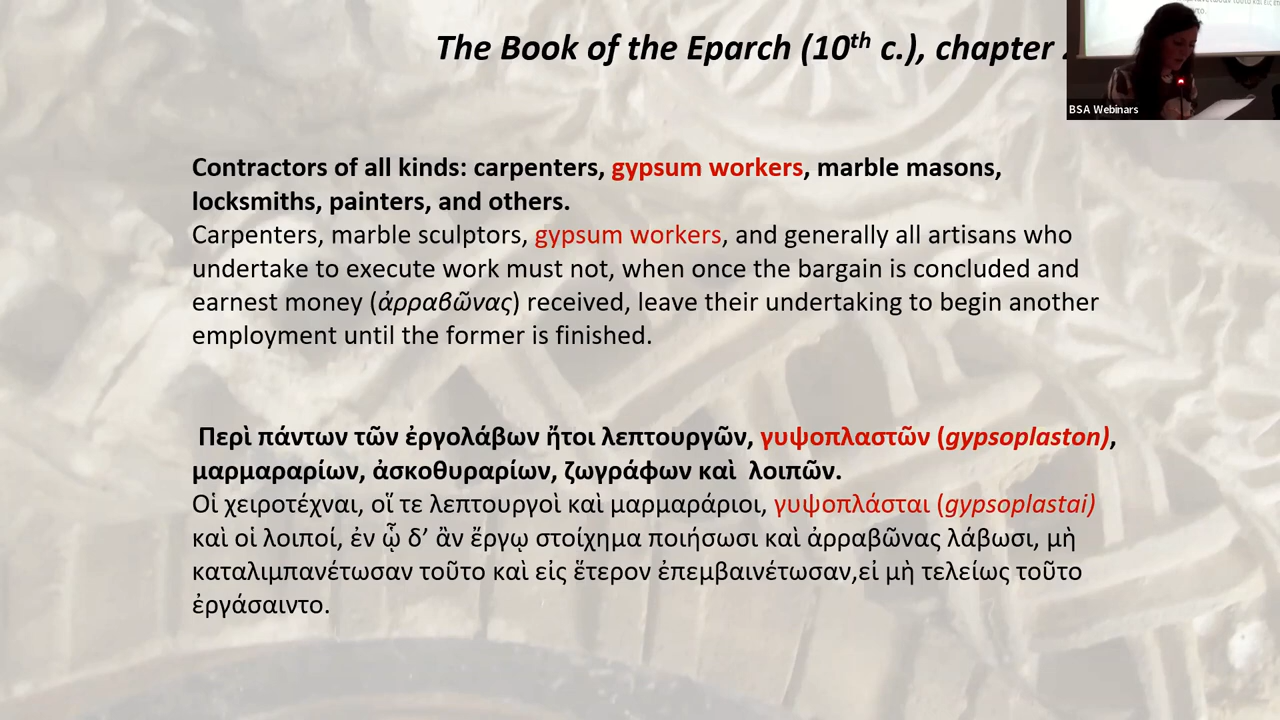 The Book of the Eparch (10th c.), chapter
BSA Webinars
Contractors of all kinds: carpenters, gypsum workers, marble masons,
locksmiths, painters, and others.
Carpenters, marble sculptors, gypsum workers, and generally all artisans who
undertake to execute work must not, when once the bargain is concluded and
earnest money (ἀρραβῶνας) received, leave their undertaking to begin another
employment until the former is finished.
Περὶ πάντων τῶν ἐργολάβων ἤτοι λεπτουργῶν, γυψοπλαστῶν (gypsoplaston),
μαρμαραρίων, ἀσκοθυραρίων, ζωγράφων καὶ λοιπῶν.
Οἱ χειροτέχναι, οἵ τε λεπτουργοὶ καὶ μαρμαράριοι, γυψοπλάσται (gypsoplastai)
καὶ οἱ λοιποί, ἐν ᾧ δ’ ἂν ἔργῳ στοίχημα ποιήσωσι καὶ ἀρραβῶνας λάβωσι, μὴ
καταλιμπανέτωσαν τοῦτο καὶ εἰς ἕτερον ἐπεμβαινέτωσαν,εἰ μὴ τελείως τοῦτο
ἐργάσαιντο.